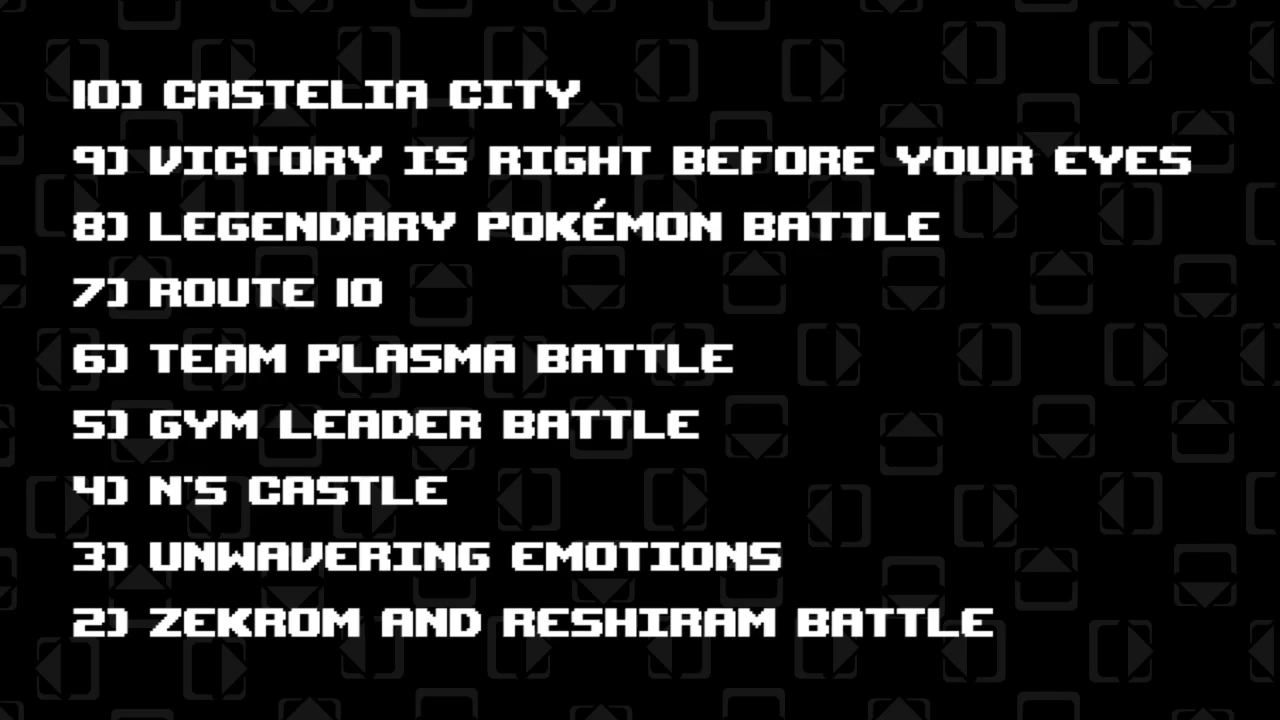 10) CASTELIA CITY
9) VICTORY IS RIGHT BEFORE YOUR EYES
8) LEGENDARY POKÉMON BATTLE
7) ROUTE 10
6) TEAM PLASMA BATTLE
5) GYM LEADER BATTLE
4) N'S CASTLE
3) UNWAVERING EMOTIONS
2) ZEKROM AND RESHIRAM BATTLE